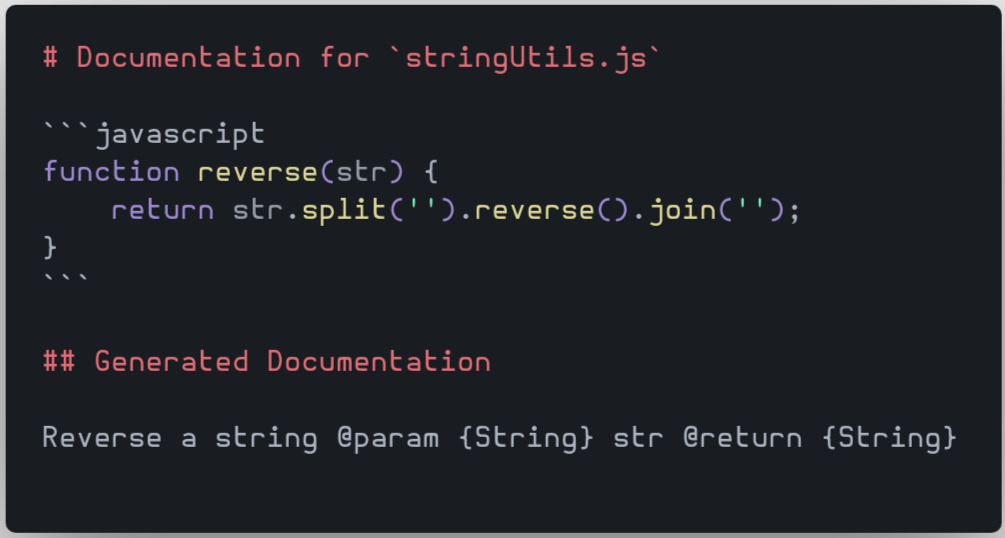 # Documentation for `stringUtils.js`
```javascript
function reverse(str) {
    return str.split('').reverse().join('');
}
```
## Generated Documentation
Reverse a string @param {String} str @return {String}